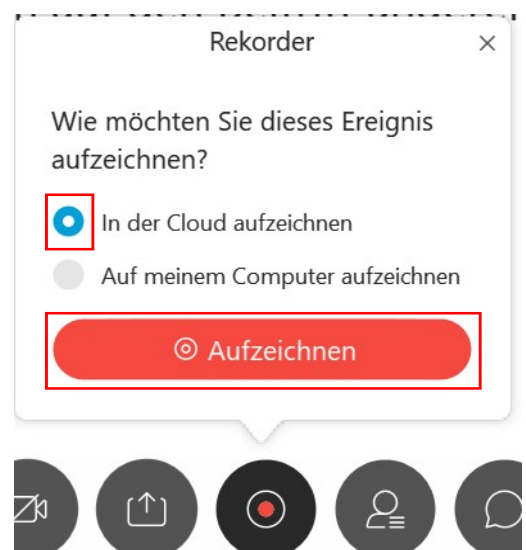 Rekorder
Wie möchten Sie dieses Ereignis
aufzeichnen?
In der Cloud aufzeichnen
Auf meinem Computer aufzeichnen
Aufzeichnen